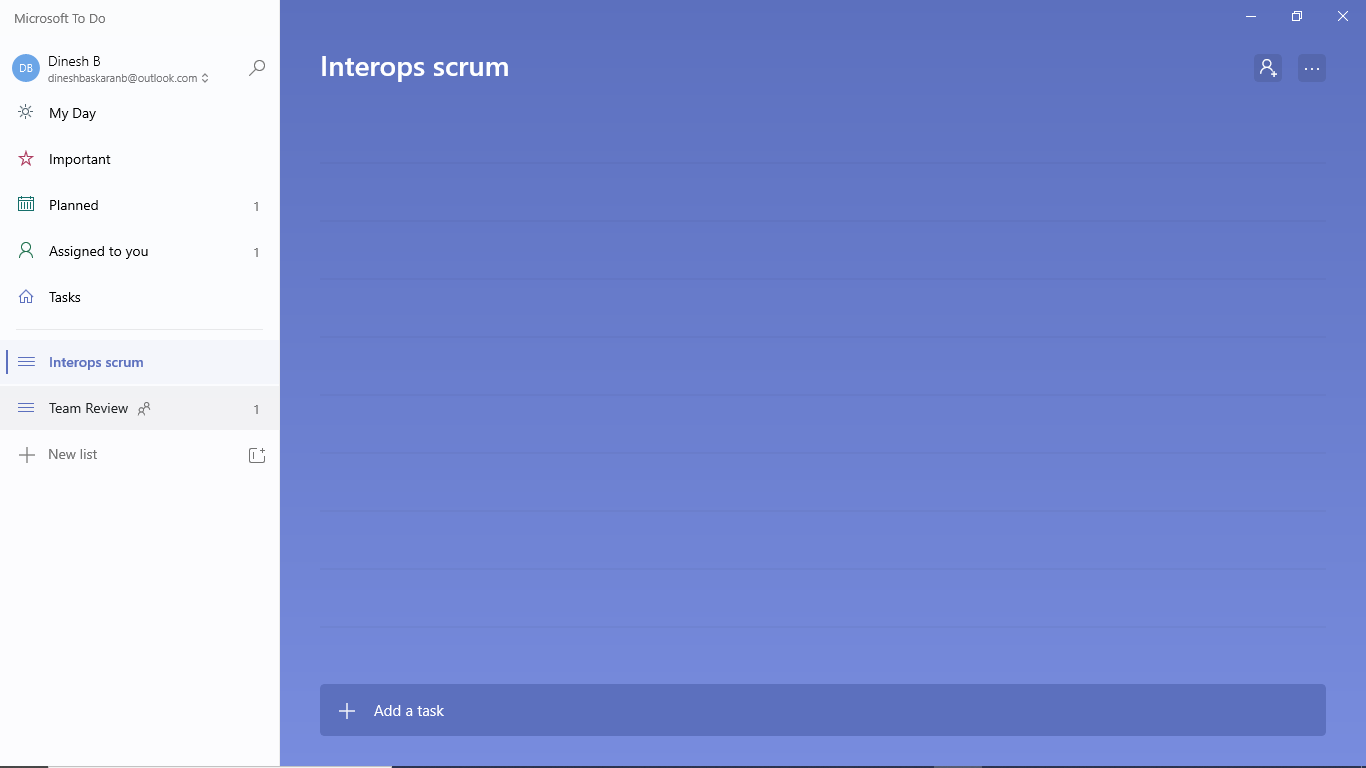 Microsoft To Do
DB
Dinesh B
dineshbaskaranb@outlook.com
My Day
Important
Planned 1
Assigned to you 1
Tasks
Interops scrum
Team Review 1
New list
Interops scrum
Add a task